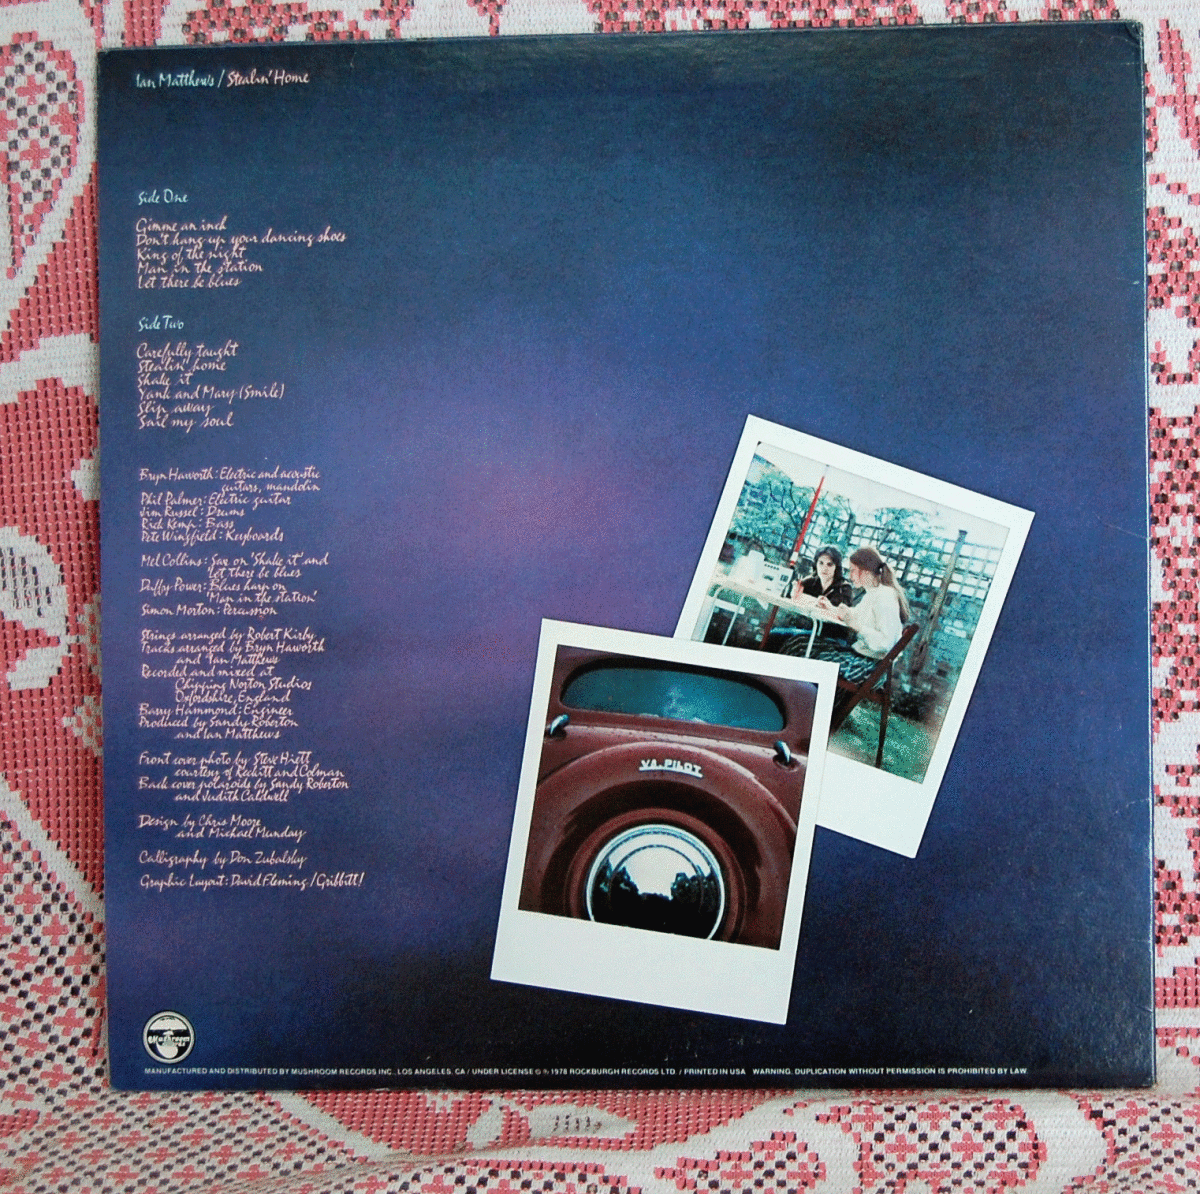 Ian Matthews / Stealin' Home
Side One
Gimme an inch
Don't hang up your dancing shoes
King of the night
Man in the station
Let there be blues
Side Two
Carefully taught
Stealin' home
Shake it
Yank and Mary (Smile)
Slip away
Sail my soul
Bryn Haworth: Electric and acoustic
guitars, mandolin
Phil Palmer: Electric guitar
Jim Russel: Drums
Rick Kemp: Bass
Pete Wingfield: Keyboards
Mel Collins: Sax on 'Shake it' and
'Let there be blues
Duffy Power: Blues harp on
'Man in the station'
Simon Morton: Percussion
Strings arranged by Robert Kirby
Tracks arranged by Bryn Haworth
and Ian Matthews
Recorded and mixed at
Chipping Norton Studios
Oxfordshire, England
Barry Hammond: Engineer
Produced by Sandy Roberton
and Ian Matthews
Front cover photo by Steve Hiett
courtesy of Reckitt and Colman
Back cover polaroids by Sandy Roberton
and Judith Caldwell
Design by Chris Moore
and Michael Munday
Calligraphy by Don Zubalsky
Graphic Layout: David Fleming / Gribbitt!
V8. PILOT
Mushroom
MANUFACTURED AND DISTRIBUTED BY MUSHROOM RECORDS INC., LOS ANGELES, CA / UNDER LICENSE © ℗ 1978 ROCKBURGH RECORDS LTD. / PRINTED IN USA WARNING. DUPLICATION WITHOUT PERMISSION IS PROHIBITED BY LAW.